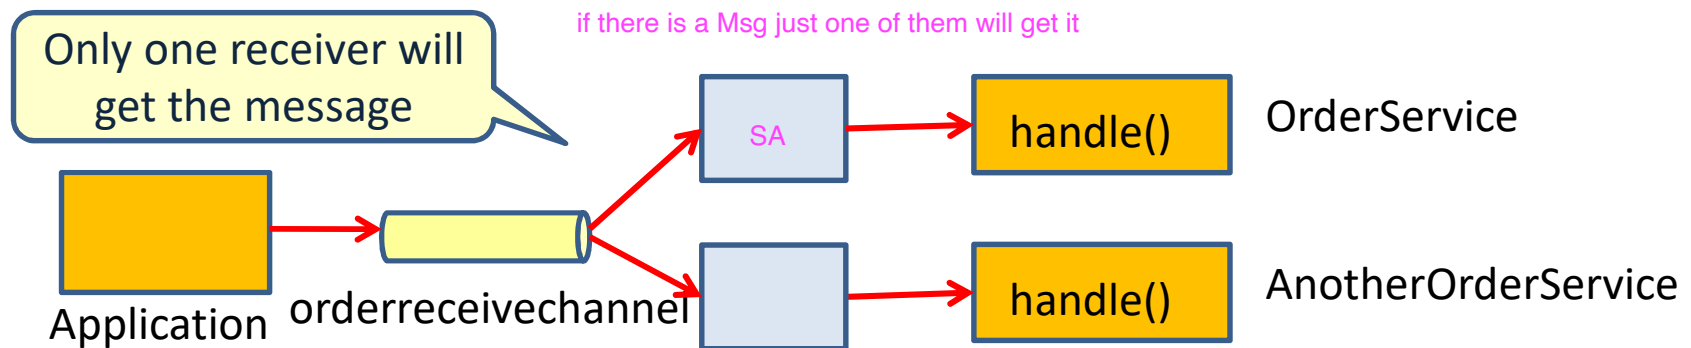 if there is a Msg just one of them will get it
Only one receiver will
get the message
SA
handle()
OrderService
Application
orderreceivechannel
handle()
AnotherOrderService